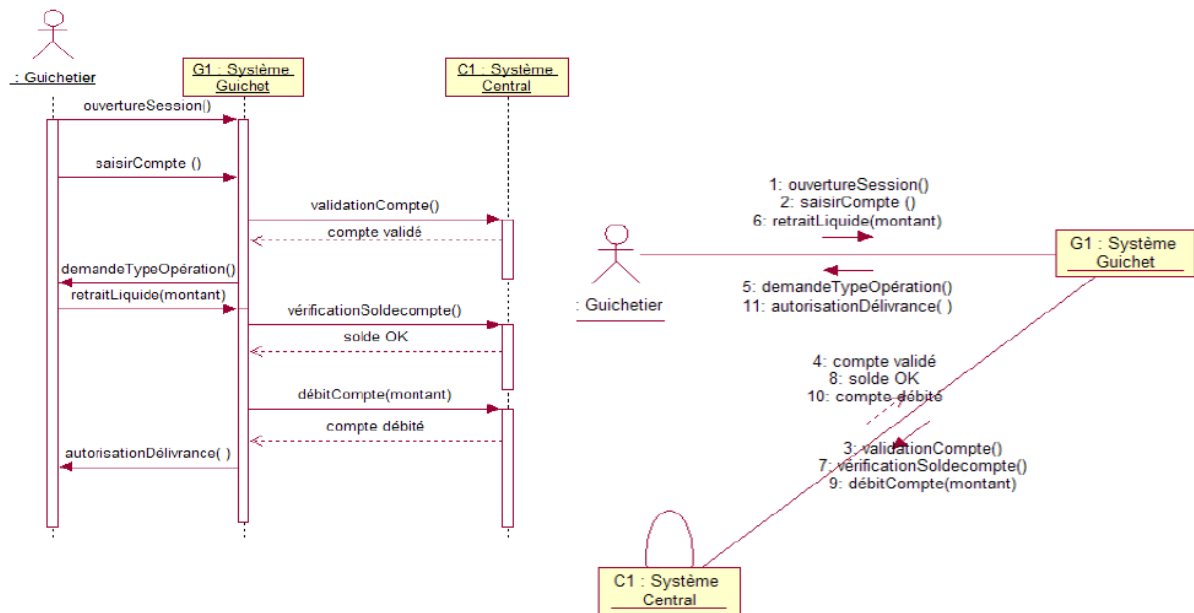 : Guichetier
G1 : Système
Guichet
C1 : Système
Central
ouvertureSession()
saisirCompte ()
validationCompte()
compte validé
demandeTypeOpération()
retraitLiquide(montant)
vérificationSoldecompte()
solde OK
débitCompte(montant)
compte débité
autorisationDélivrance( )
1: ouvertureSession()
2: saisirCompte ()
6: retraitLiquide(montant)
G1 : Système
Guichet
: Guichetier
5: demandeTypeOpération()
11: autorisationDélivrance( )
4: compte validé
8: solde OK
10: compte débité
3: validationCompte()
7: vérificationSoldecompte()
9: débitCompte(montant)
C1 : Système
Central